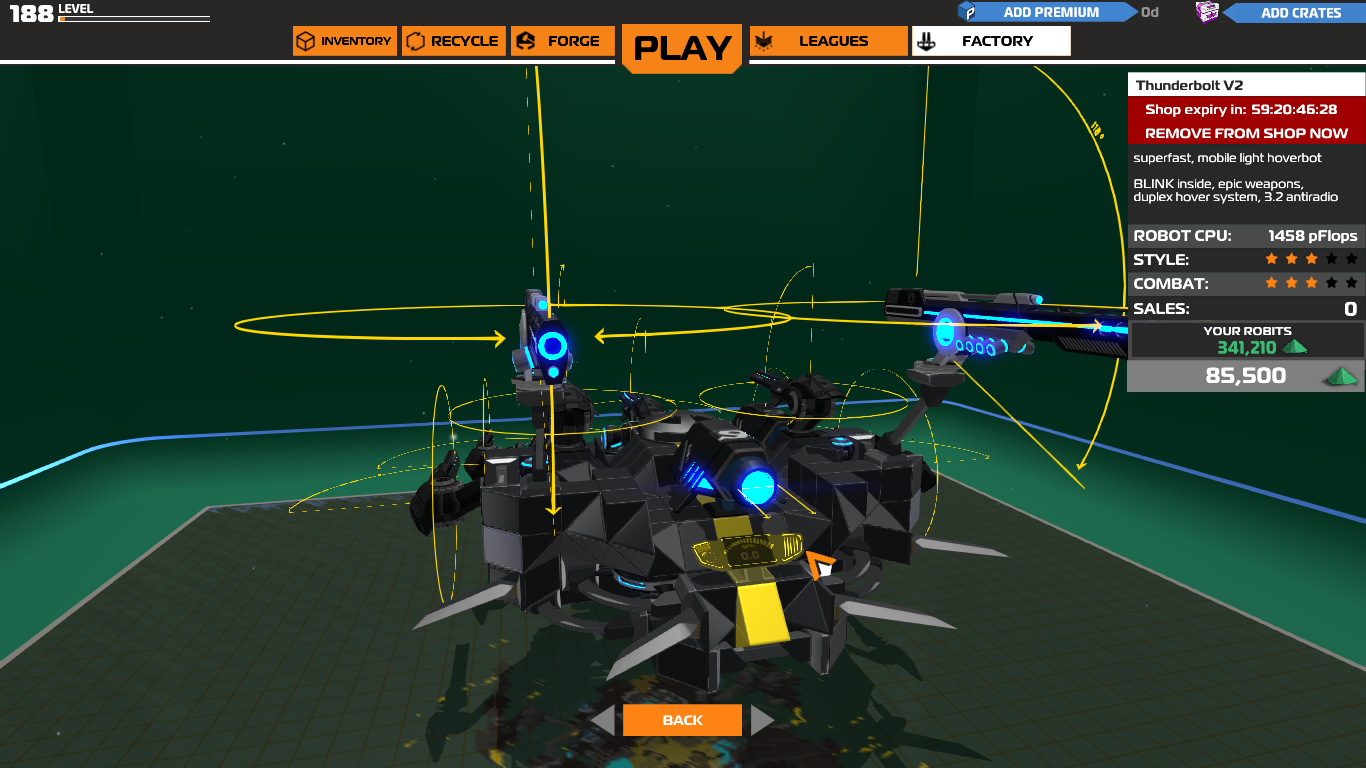 188 LEVEL
ADD PREMIUM 0d
ADD CRATES
INVENTORY
RECYCLE
FORGE
PLAY
LEAGUES
FACTORY
Thunderbolt V2
Shop expiry in: 59:20:46:28
REMOVE FROM SHOP NOW
superfast, mobile light hoverbot
BLINK inside, epic weapons,
duplex hover system, 3.2 antiradio
ROBOT CPU: 1458 pFlops
STYLE:
COMBAT:
SALES: 0
YOUR ROBITS
341,210
85,500
0.0
BACK